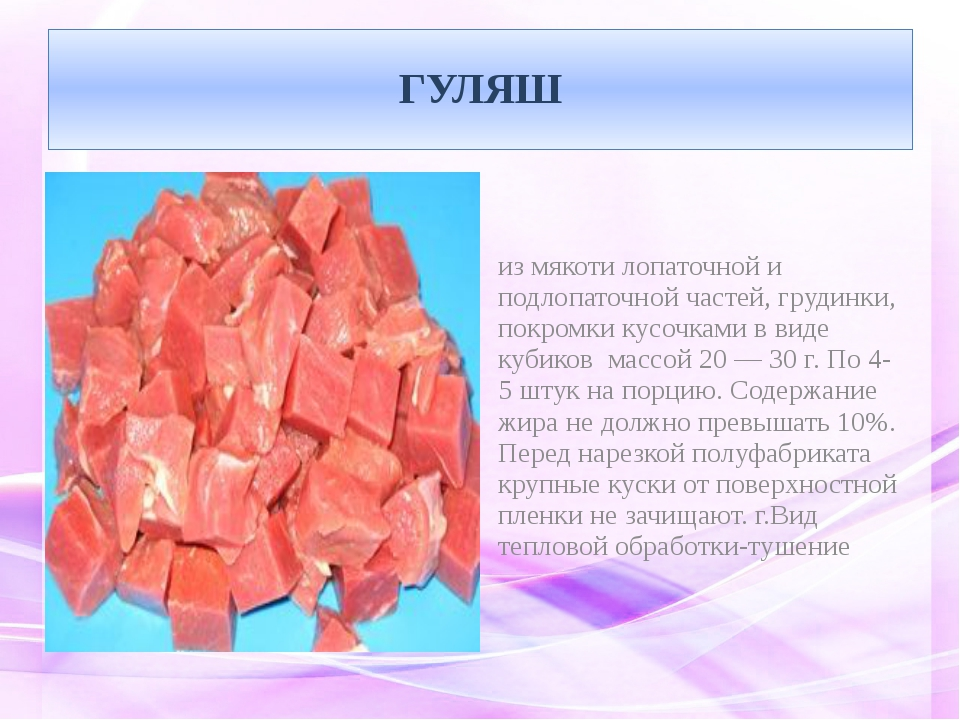 ГУЛЯШ
из мякоти лопаточной и
подлопаточной частей, грудинки,
покромки кусочками в виде
кубиков  массой 20 — 30 г. По 4-
5 штук на порцию. Содержание
жира не должно превышать 10%.
Перед нарезкой полуфабриката
крупные куски от поверхностной
пленки не зачищают. г.Вид
тепловой обработки-тушение